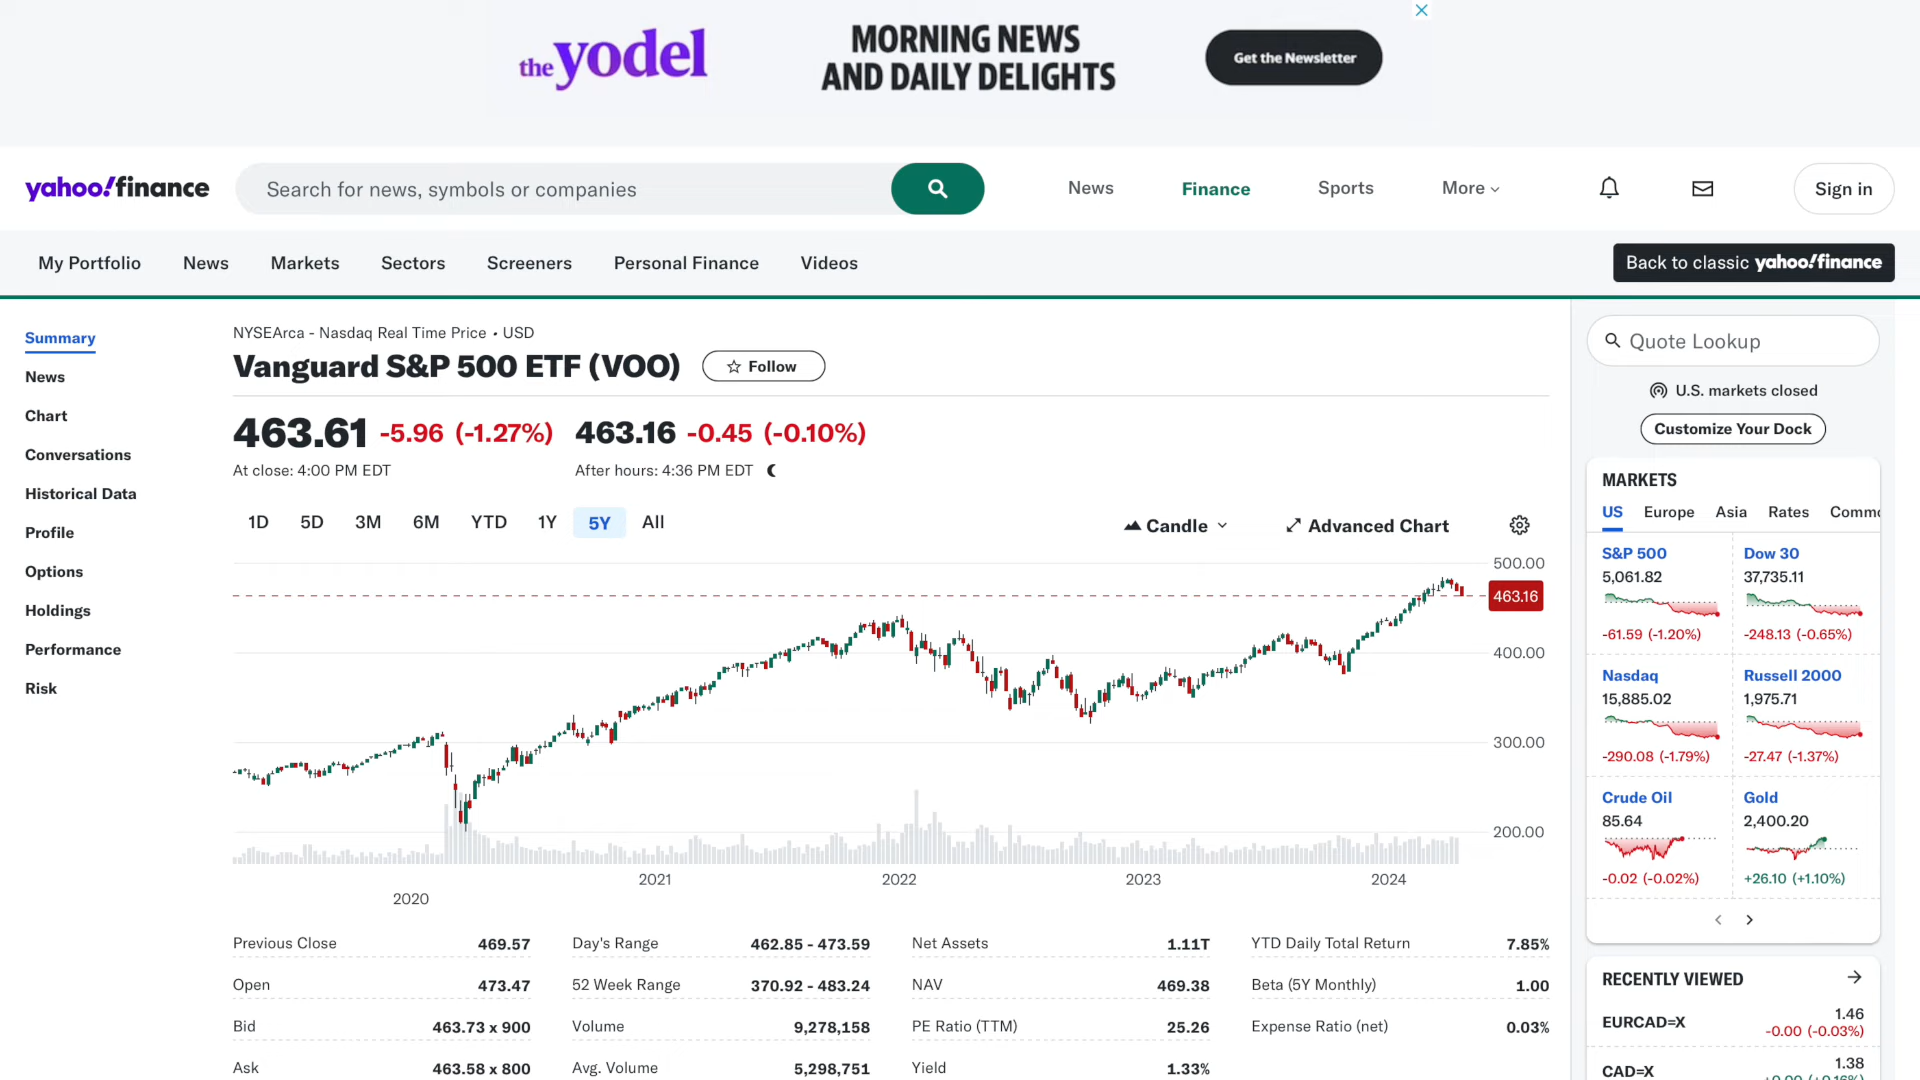 the yodel
MORNING NEWS
AND DAILY DELIGHTS
Get the Newsletter
yahoo!finance
Search for news, symbols or companies
News
Finance
Sports
More
Sign in
My Portfolio
News
Markets
Sectors
Screeners
Personal Finance
Videos
Back to classic yahoo!finance
Summary
News
Chart
Conversations
Historical Data
Profile
Options
Holdings
Performance
Risk
NYSEArca - Nasdaq Real Time Price • USD
Vanguard S&P 500 ETF (VOO)
Follow
463.61 -5.96 (-1.27%)
463.16 -0.45 (-0.10%)
At close: 4:00 PM EDT
After hours: 4:36 PM EDT
1D 5D 3M 6M YTD 1Y 5Y All
Candle
Advanced Chart
500.00
463.16
400.00
300.00
200.00
2020
2021
2022
2023
2024
Previous Close 469.57
Open 473.47
Bid 463.73 x 900
Ask 463.58 x 800
Day's Range 462.85 - 473.59
52 Week Range 370.92 - 483.24
Volume 9,278,158
Avg. Volume 5,298,751
Net Assets 1.11T
NAV 469.38
PE Ratio (TTM) 25.26
Yield 1.33%
YTD Daily Total Return 7.85%
Beta (5Y Monthly) 1.00
Expense Ratio (net) 0.03%
Quote Lookup
U.S. markets closed
Customize Your Dock
MARKETS
US Europe Asia Rates Commo
S&P 500
5,061.82
-61.59 (-1.20%)
Dow 30
37,735.11
-248.13 (-0.65%)
Nasdaq
15,885.02
-290.08 (-1.79%)
Russell 2000
1,975.71
-27.47 (-1.37%)
Crude Oil
85.64
-0.02 (-0.02%)
Gold
2,400.20
+26.10 (+1.10%)
RECENTLY VIEWED
EURCAD=X
1.46
-0.00 (-0.03%)
CAD=X
1.38